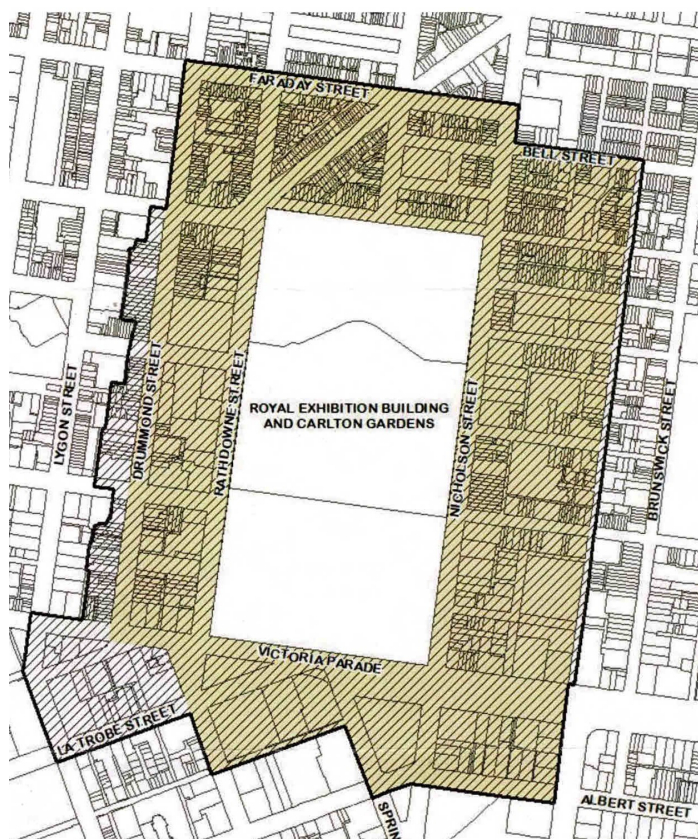 FARADAY STREET
BELL STREET
LYGON STREET
DRUMMOND STREET
RATHDOWNE STREET
ROYAL EXHIBITION BUILDING
AND CARLTON GARDENS
NICHOLSON STREET
BRUNSWICK STREET
VICTORIA PARADE
LA TROBE STREET
SPRIN
ALBERT STREET